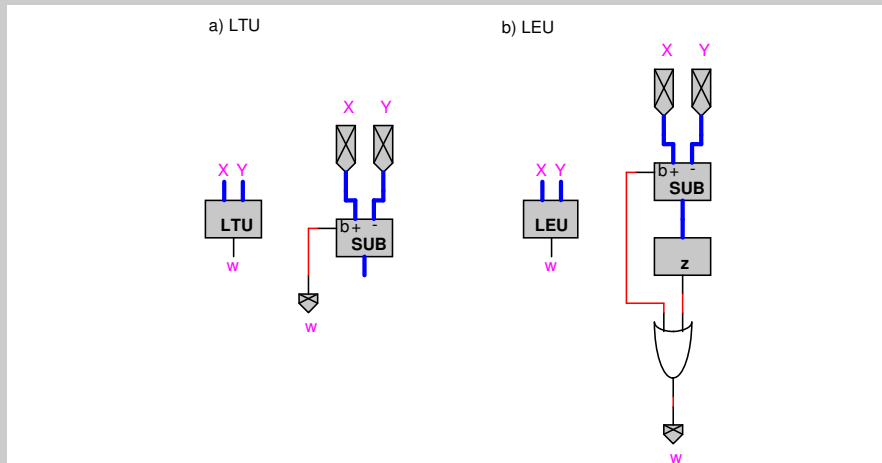 a) LTU
b) LEU
X Y
X Y
X Y
LTU
w
b + -
SUB
w
X Y
LEU
w
b + -
SUB
z
w